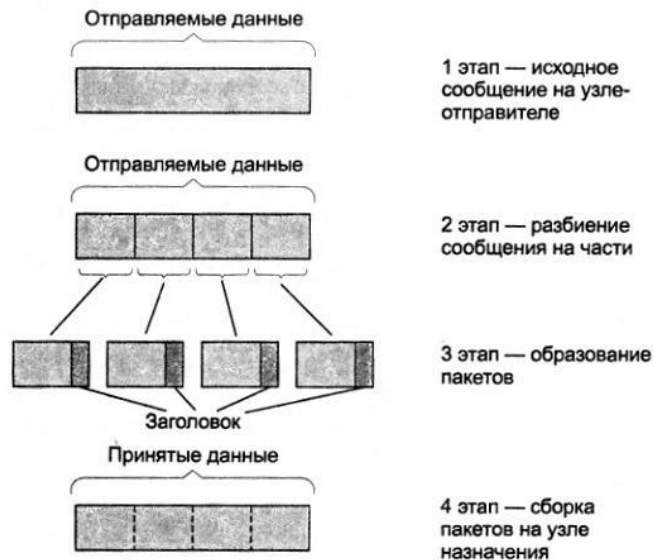 Отправляемые данные
1 этап — исходное
сообщение на узле-
отправителе
Отправляемые данные
2 этап — разбиение
сообщения на части
3 этап — образование
пакетов
Заголовок
Принятые данные
4 этап — сборка
пакетов на узле
назначения